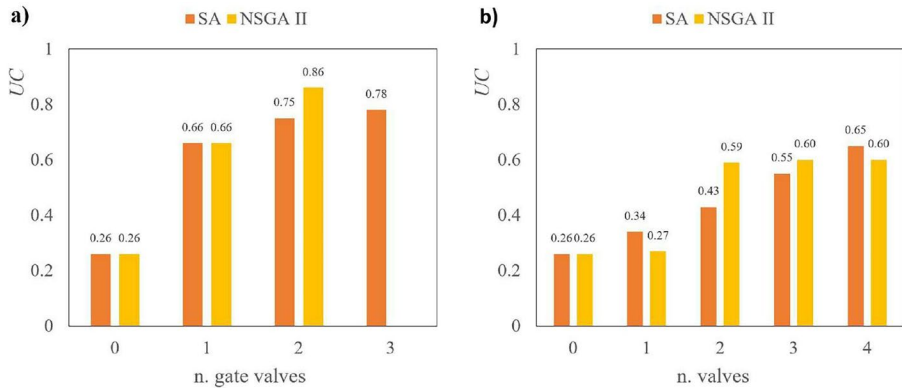 a)
SA NSGA II
1
0.8
0.6
0.4
0.2
0
UC
0.26 0.26
0.66 0.66
0.75 0.86
0.78
0 1 2 3
n. gate valves
b)
SA NSGA II
1
0.8
0.6
0.4
0.2
0
UC
0.26 0.26
0.34 0.27
0.43 0.59
0.55 0.60
0.65 0.60
0 1 2 3 4
n. valves